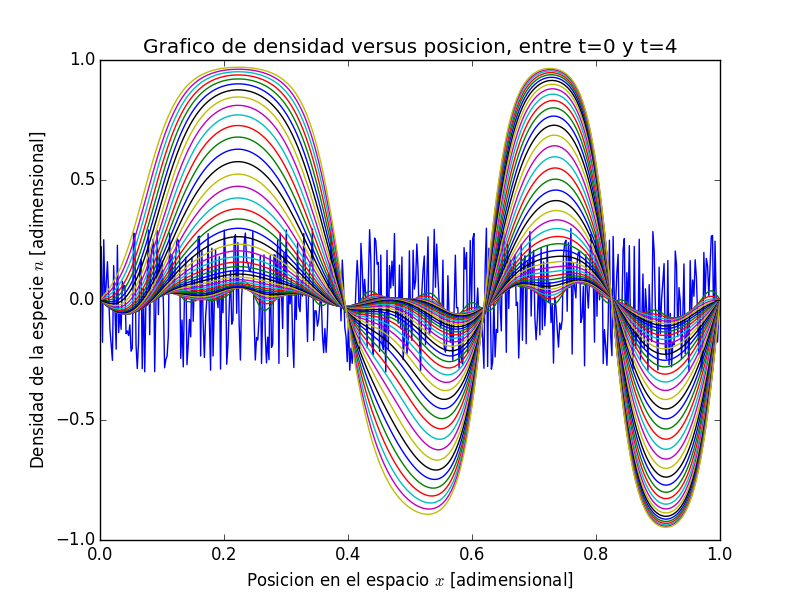 Grafico de densidad versus posicion, entre t=0 y t=4
1.0
0.5
0.0
−0.5
−1.0
Densidad de la especie n [adimensional]
0.0 0.2 0.4 0.6 0.8 1.0
Posicion en el espacio x [adimensional]